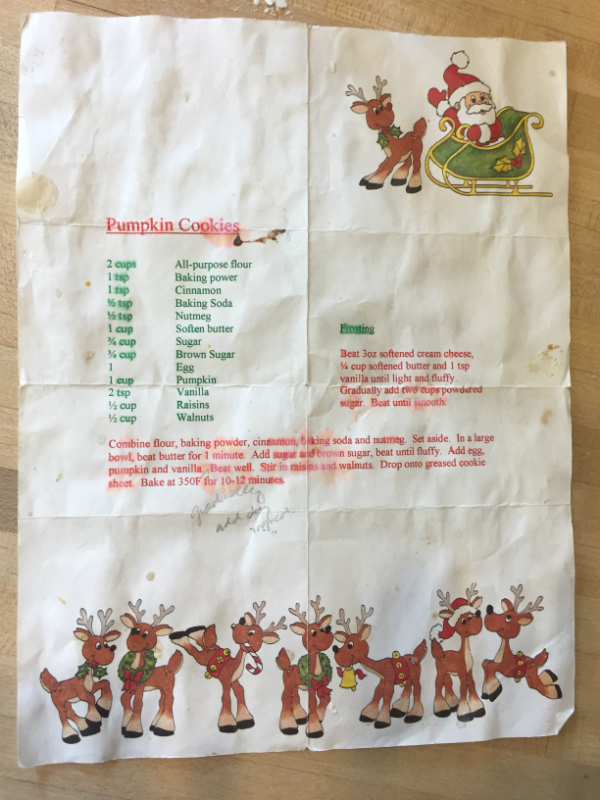 Pumpkin Cookies
2 cups All-purpose flour
1 tsp Baking power
1 tsp Cinnamon
½ tsp Baking Soda
½ tsp Nutmeg
1 cup Soften butter
¾ cup Sugar
¾ cup Brown Sugar
1 Egg
1 cup Pumpkin
2 tsp Vanilla
½ cup Raisins
½ cup Walnuts
Frosting
Beat 3oz softened cream cheese,
¼ cup softened butter and 1 tsp
vanilla until light and fluffy.
Gradually add two cups powdered
sugar. Beat until smooth.
Combine flour, baking powder, cinnamon, baking soda and nutmeg. Set aside. In a large
bowl, beat butter for 1 minute. Add sugar and brown sugar, beat until fluffy. Add egg,
pumpkin and vanilla. Beat well. Stir in raisins and walnuts. Drop onto greased cookie
sheet. Bake at 350F for 10-12 minutes.
gradually
add dry